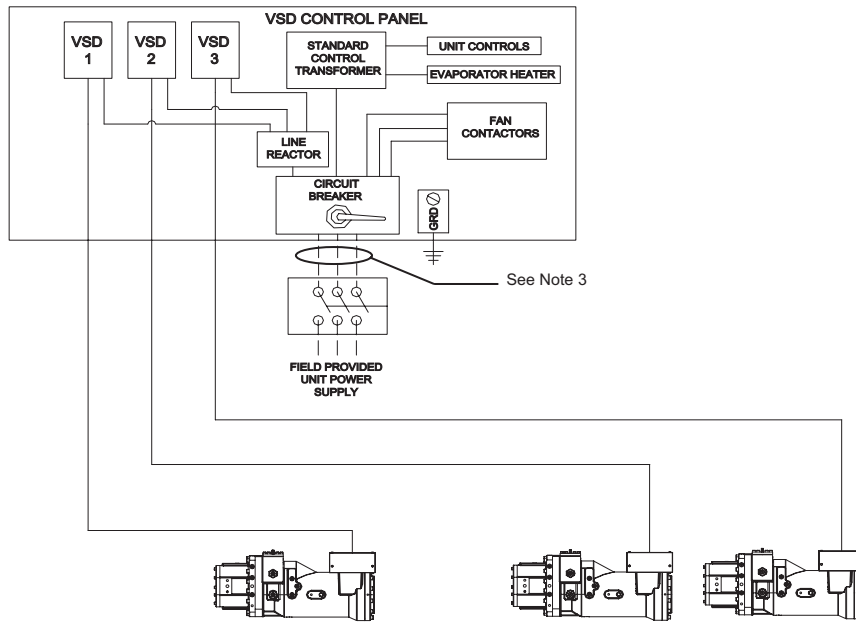 VSD CONTROL PANEL
VSD
1
VSD
2
VSD
3
STANDARD
CONTROL
TRANSFORMER
UNIT CONTROLS
EVAPORATOR HEATER
FAN
CONTACTORS
LINE
REACTOR
CIRCUIT
BREAKER
GRD
See Note 3
FIELD PROVIDED
UNIT POWER
SUPPLY